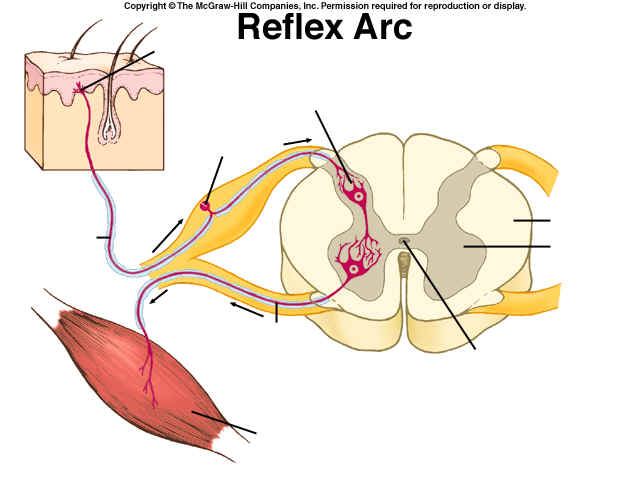 Copyright © The McGraw-Hill Companies, Inc. Permission required for reproduction or display.
Reflex Arc